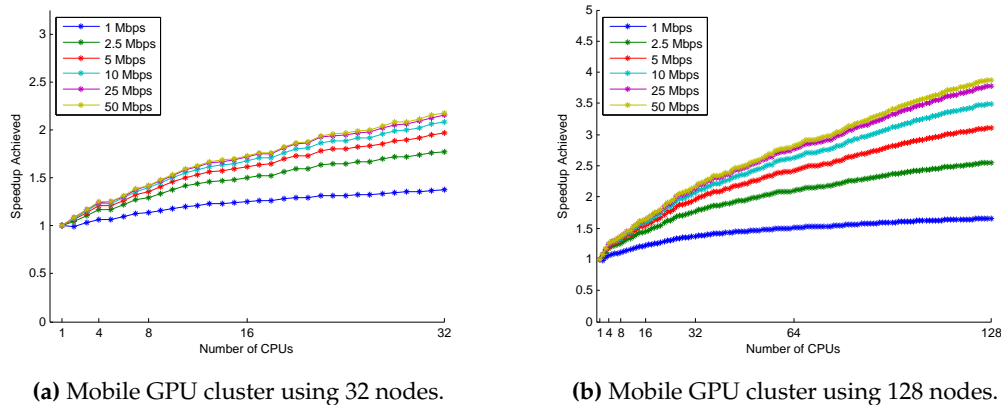 3
2.5
2
1.5
1
0.5
0
Speedup Achieved
1 Mbps
2.5 Mbps
5 Mbps
10 Mbps
25 Mbps
50 Mbps
1 4 8 16 32
Number of CPUs
(a) Mobile GPU cluster using 32 nodes.
5
4.5
4
3.5
3
2.5
2
1.5
1
0.5
0
Speedup Achieved
1 Mbps
2.5 Mbps
5 Mbps
10 Mbps
25 Mbps
50 Mbps
1 4 8 16 32 64 128
Number of CPUs
(b) Mobile GPU cluster using 128 nodes.